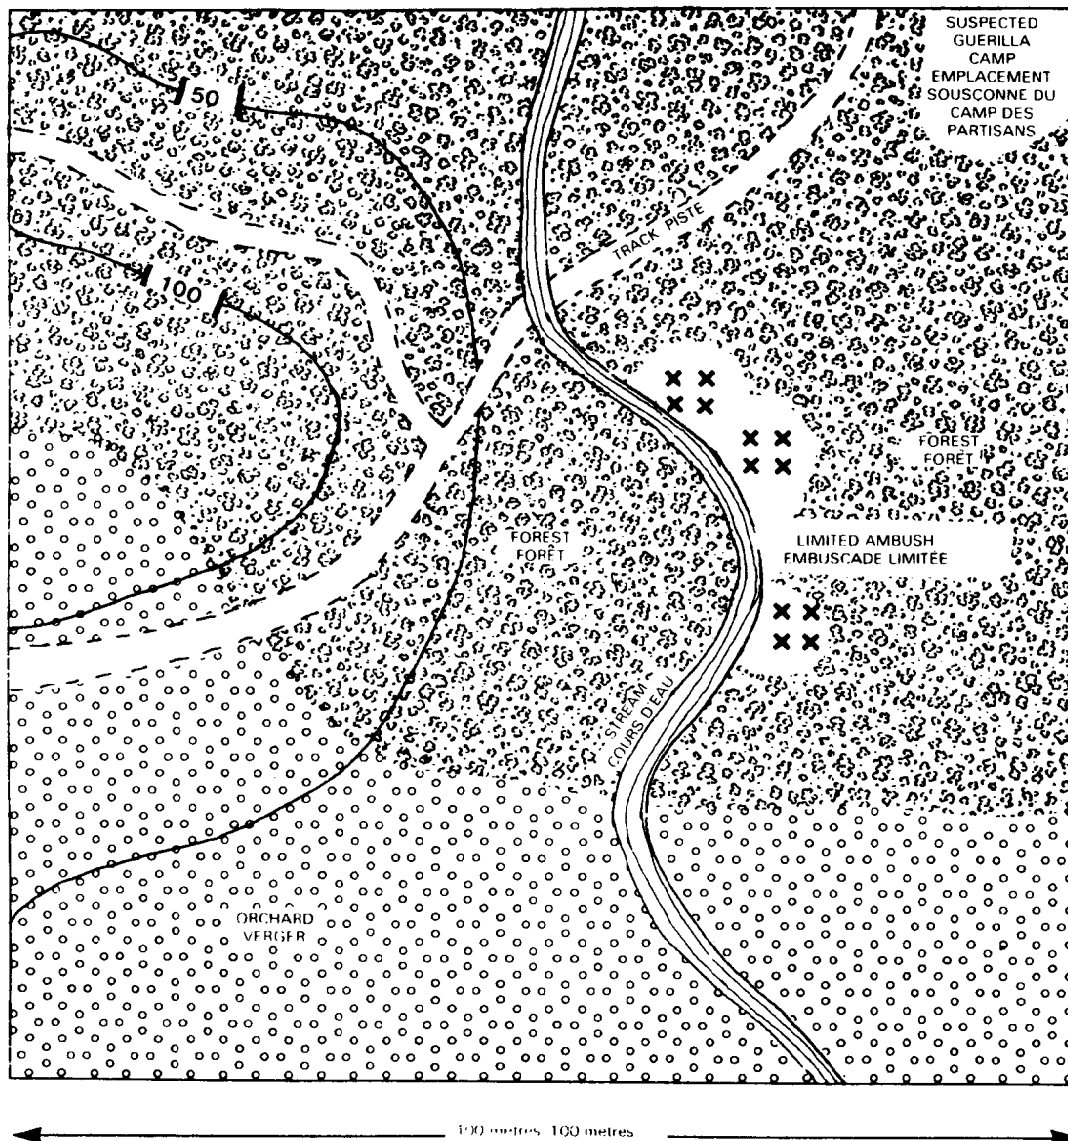 SUSPECTED
GUERILLA
CAMP
EMPLACEMENT
SOUSCONNE DU
CAMP DES
PARTISANS
50
100
TRACK PISTE
FOREST
FORÊT
LIMITED AMBUSH
EMBUSCADE LIMITÉE
FOREST
FORÊT
STREAM
COURS D'EAU
ORCHARD
VERGER
100 metres 100 metres